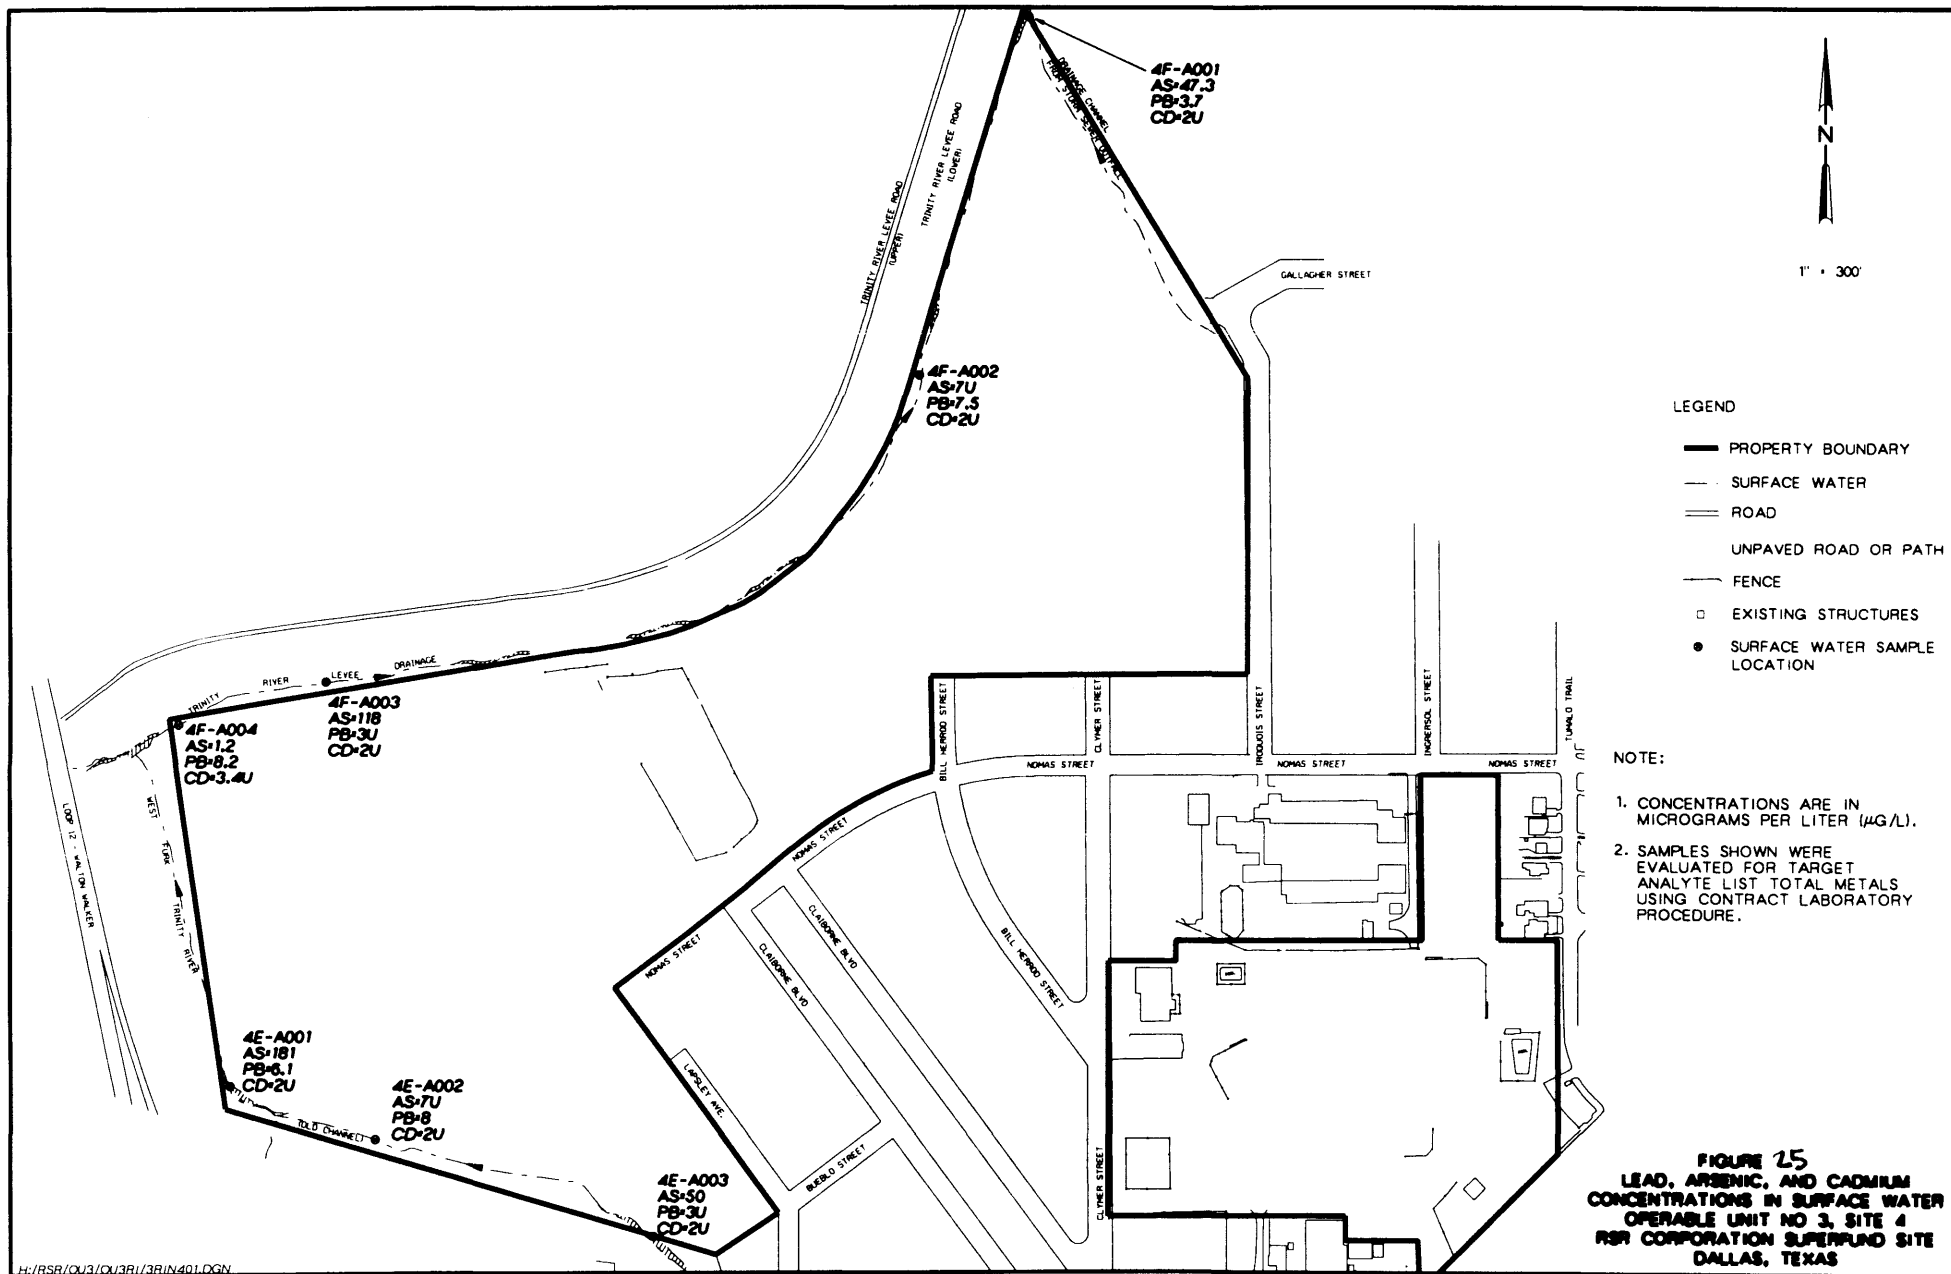 4F-A001
AS=47.3
PB=3.7
CD=2U
DRAINAGE CHANNEL
FROM STORM SEWER OUTFALL
N
1" = 300'
TRINITY RIVER LEVEE ROAD
(LOWER)
TRINITY RIVER LEVEE ROAD
(UPPER)
GALLAGHER STREET
4F-A002
AS=7U
PB=7.5
CD=2U
LEGEND
PROPERTY BOUNDARY
SURFACE WATER
ROAD
UNPAVED ROAD OR PATH
FENCE
EXISTING STRUCTURES
SURFACE WATER SAMPLE
LOCATION
TRINITY RIVER LEVEE DRAINAGE
4F-A003
AS=118
PB=3U
CD=2U
4F-A004
AS=1.2
PB=8.2
CD=3.4U
BILL HERROD STREET
CLYMER STREET
IROQUOIS STREET
INGERSOL STREET
TUMALO TRAIL
NOMAS STREET
NOMAS STREET
NOMAS STREET
NOTE:
1. CONCENTRATIONS ARE IN
MICROGRAMS PER LITER (µG/L).
2. SAMPLES SHOWN WERE
EVALUATED FOR TARGET
ANALYTE LIST TOTAL METALS
USING CONTRACT LABORATORY
PROCEDURE.
LOOP 12 - WALTON WALKER
WEST FORK TRINITY RIVER
NOMAS STREET
NOMAS STREET
CLAIBORNE BLVD
CLAIBORNE BLVD
BILL HERROD STREET
4E-A001
AS=181
PB=6.1
CD=2U
(OLD CHANNEL)
4E-A002
AS=7U
PB=8
CD=2U
LAPSLEY AVE.
BUEBLO STREET
CLYMER STREET
4E-A003
AS=50
PB=3U
CD=2U
FIGURE 25
LEAD, ARSENIC, AND CADMIUM
CONCENTRATIONS IN SURFACE WATER
OPERABLE UNIT NO 3, SITE 4
RSR CORPORATION SUPERFUND SITE
DALLAS, TEXAS
H:/RSR/OU3/OU3RI/3RIN401.DGN